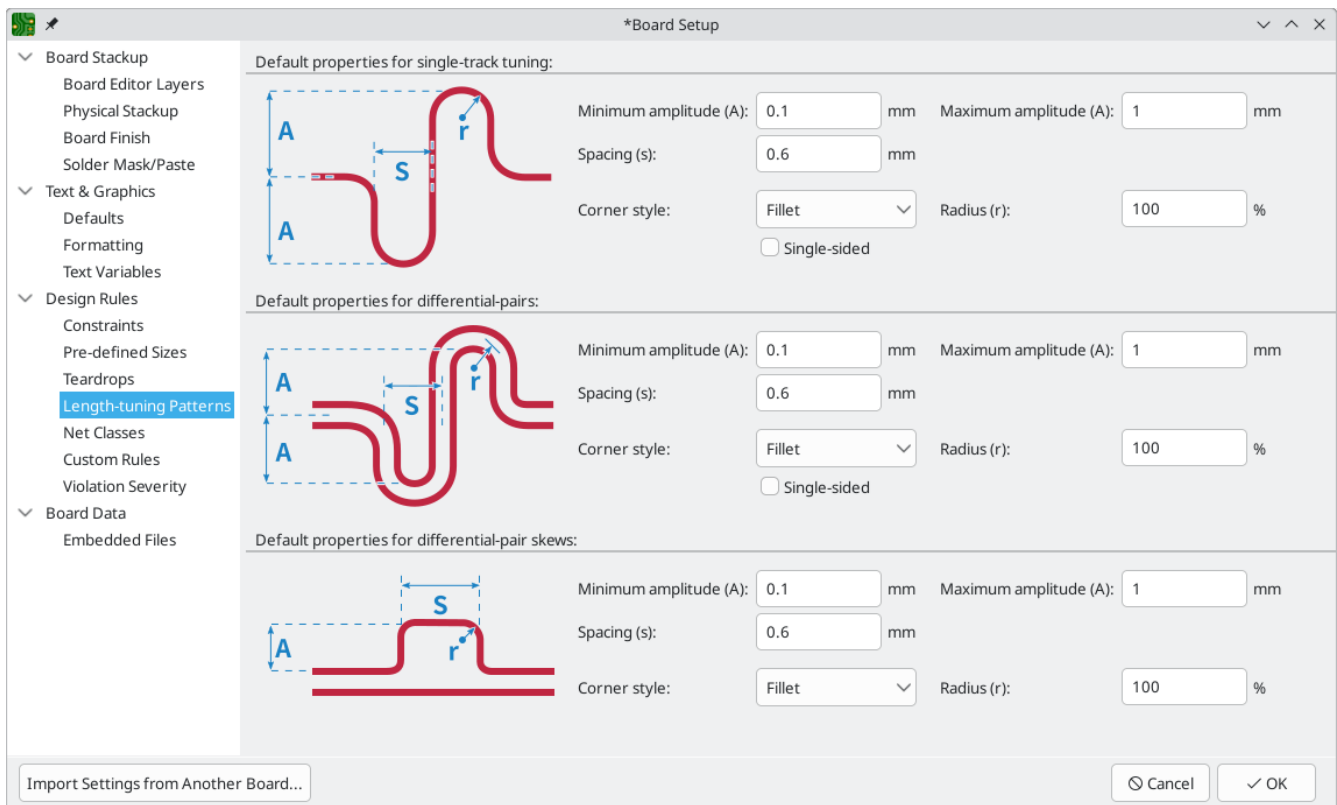 *Board Setup
Board Stackup
Board Editor Layers
Physical Stackup
Board Finish
Solder Mask/Paste
Text & Graphics
Defaults
Formatting
Text Variables
Design Rules
Constraints
Pre-defined Sizes
Teardrops
Length-tuning Patterns
Net Classes
Custom Rules
Violation Severity
Board Data
Embedded Files
Default properties for single-track tuning:
A
A
S
r
Minimum amplitude (A): 0.1 mm Maximum amplitude (A): 1 mm
Spacing (s): 0.6 mm
Corner style: Fillet Radius (r): 100 %
Single-sided
Default properties for differential-pairs:
A
A
S
r
Minimum amplitude (A): 0.1 mm Maximum amplitude (A): 1 mm
Spacing (s): 0.6 mm
Corner style: Fillet Radius (r): 100 %
Single-sided
Default properties for differential-pair skews:
S
A
r
Minimum amplitude (A): 0.1 mm Maximum amplitude (A): 1 mm
Spacing (s): 0.6 mm
Corner style: Fillet Radius (r): 100 %
Import Settings from Another Board... Cancel OK